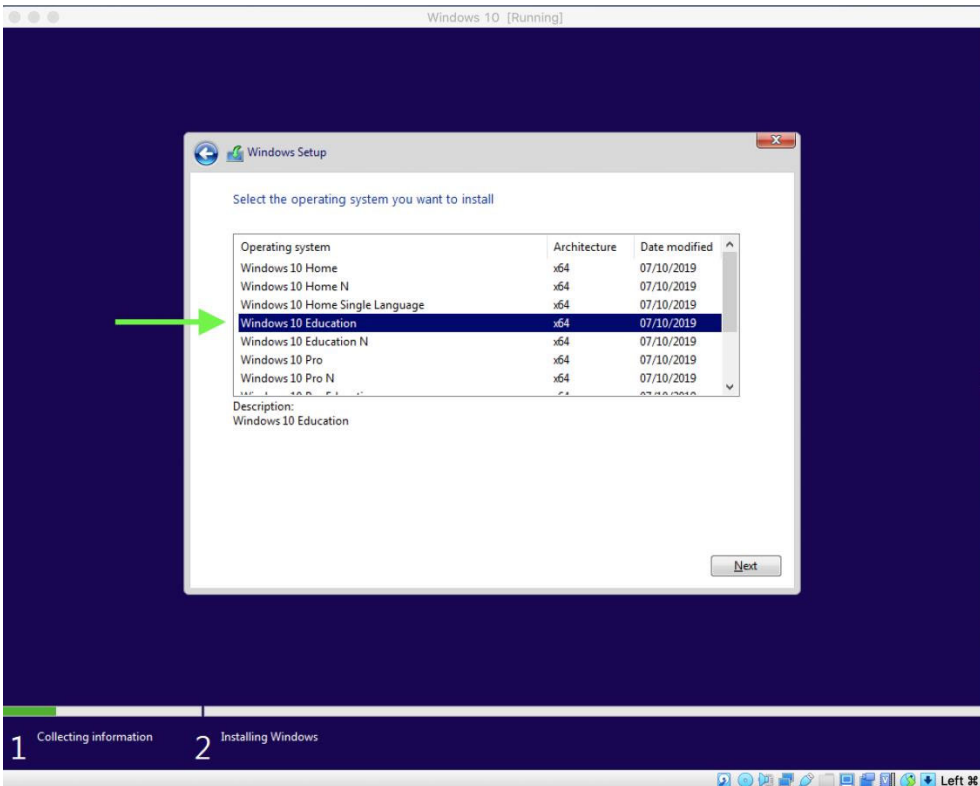 Windows 10 [Running]
Windows Setup
Select the operating system you want to install
Operating system Architecture Date modified
Windows 10 Home x64 07/10/2019
Windows 10 Home N x64 07/10/2019
Windows 10 Home Single Language x64 07/10/2019
Windows 10 Education x64 07/10/2019
Windows 10 Education N x64 07/10/2019
Windows 10 Pro x64 07/10/2019
Windows 10 Pro N x64 07/10/2019
Description:
Windows 10 Education
Next
1 Collecting information 2 Installing Windows
Left ⌘